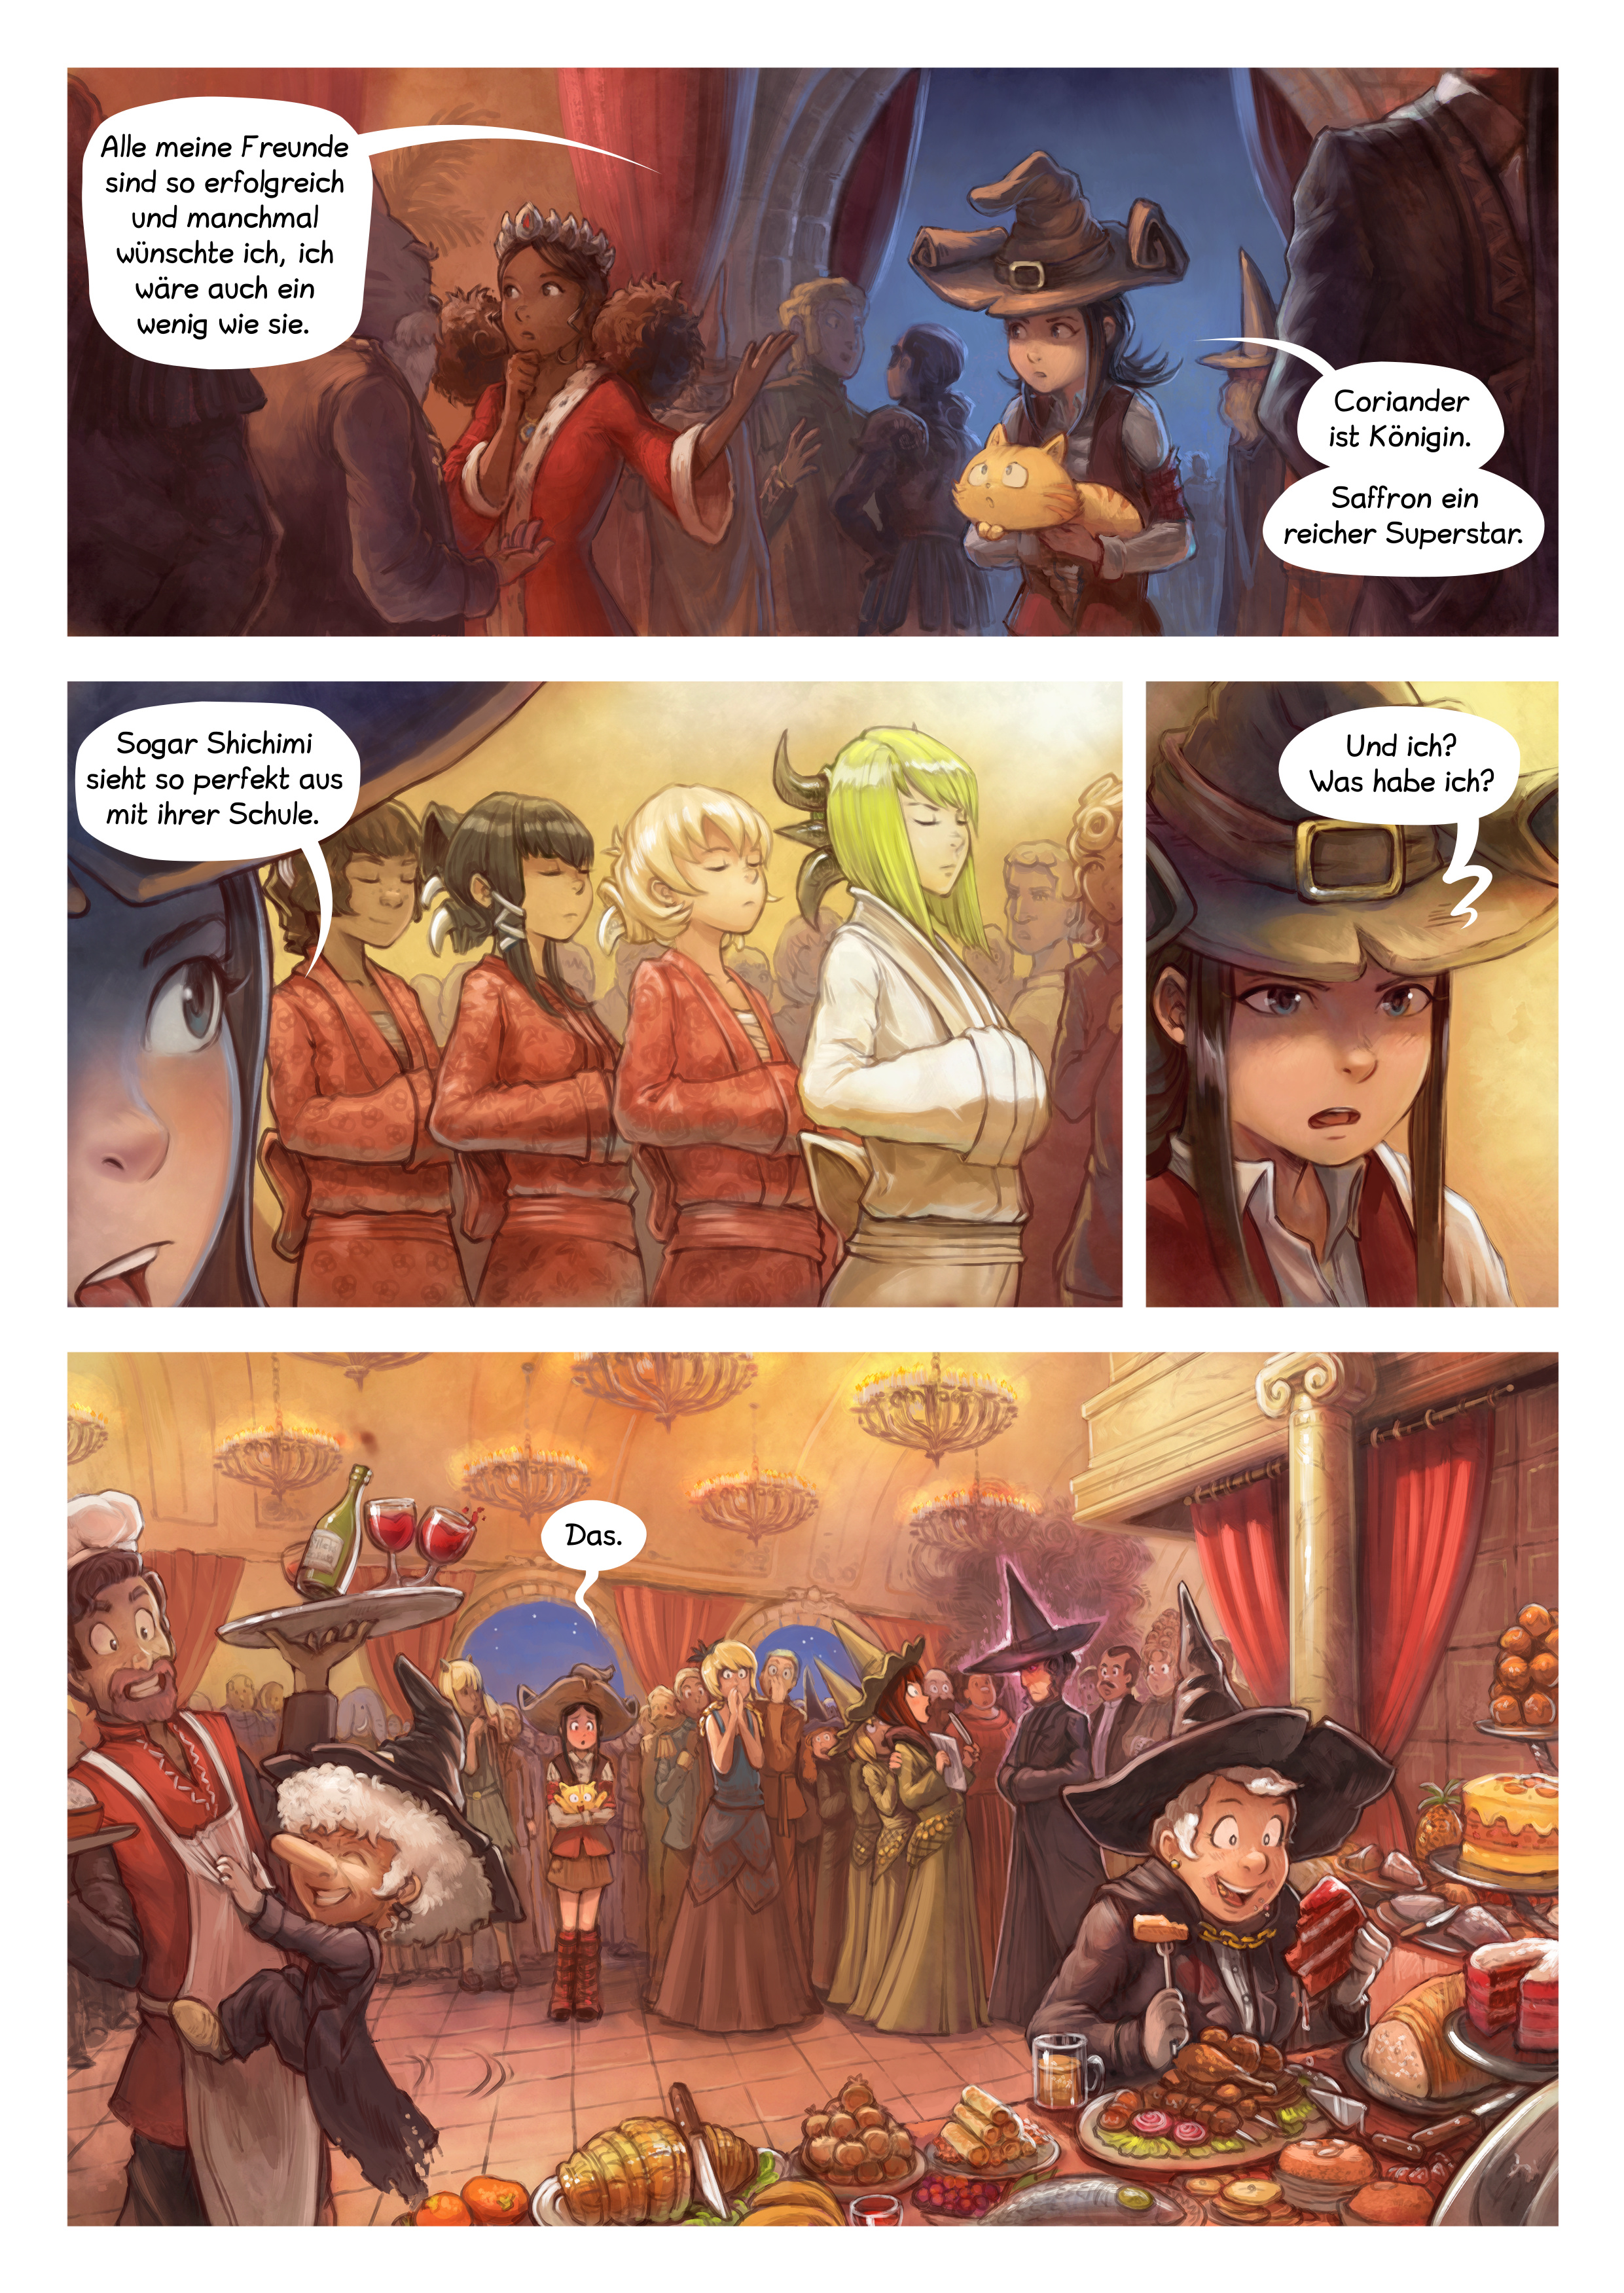 Alle meine Freunde
sind so erfolgreich
und manchmal
wünschte ich, ich
wäre auch ein
wenig wie sie.
Coriander
ist Königin.
Saffron ein
reicher Superstar.
Sogar Shichimi
sieht so perfekt aus
mit ihrer Schule.
Und ich?
Was habe ich?
Das.